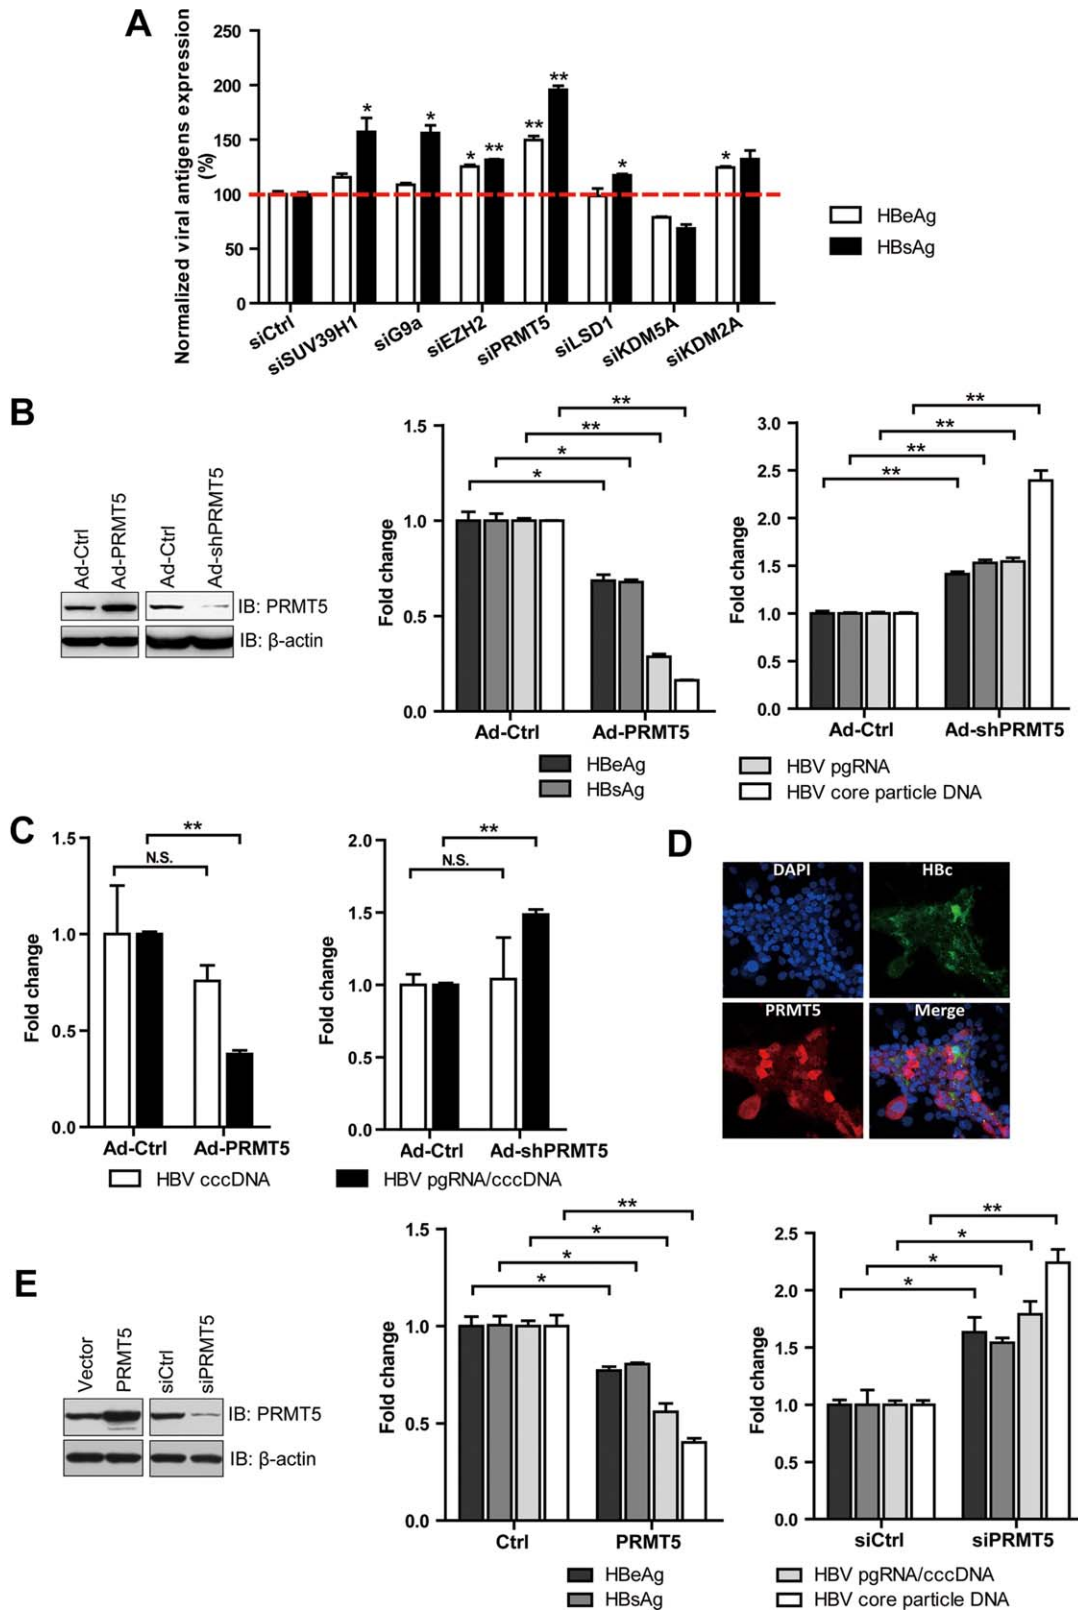 A
Normalized viral antigens expression
(%)
250
200
150
100
50
0
*
*
*
**
**
**
*
*
siCtrl
siSUV39H1
siG9a
siEZH2
siPRMT5
siLSD1
siKDM5A
siKDM2A
HBeAg
HBsAg
B
Ad-Ctrl
Ad-PRMT5
Ad-Ctrl
Ad-shPRMT5
IB: PRMT5
IB: β-actin
Fold change
1.5
1.0
0.5
0.0
**
**
*
*
Ad-Ctrl
Ad-PRMT5
Fold change
3.0
2.5
2.0
1.5
1.0
0.5
0.0
**
**
**
**
Ad-Ctrl
Ad-shPRMT5
HBeAg
HBsAg
HBV pgRNA
HBV core particle DNA
C
Fold change
1.5
1.0
0.5
0.0
**
N.S.
Ad-Ctrl
Ad-PRMT5
Fold change
2.0
1.5
1.0
0.5
0.0
**
N.S.
Ad-Ctrl
Ad-shPRMT5
HBV cccDNA
HBV pgRNA/cccDNA
D
DAPI
HBc
PRMT5
Merge
E
Vector
PRMT5
siCtrl
siPRMT5
IB: PRMT5
IB: β-actin
Fold change
1.5
1.0
0.5
0.0
**
*
*
*
Ctrl
PRMT5
Fold change
2.5
2.0
1.5
1.0
0.5
0.0
**
*
*
*
siCtrl
siPRMT5
HBeAg
HBsAg
HBV pgRNA/cccDNA
HBV core particle DNA